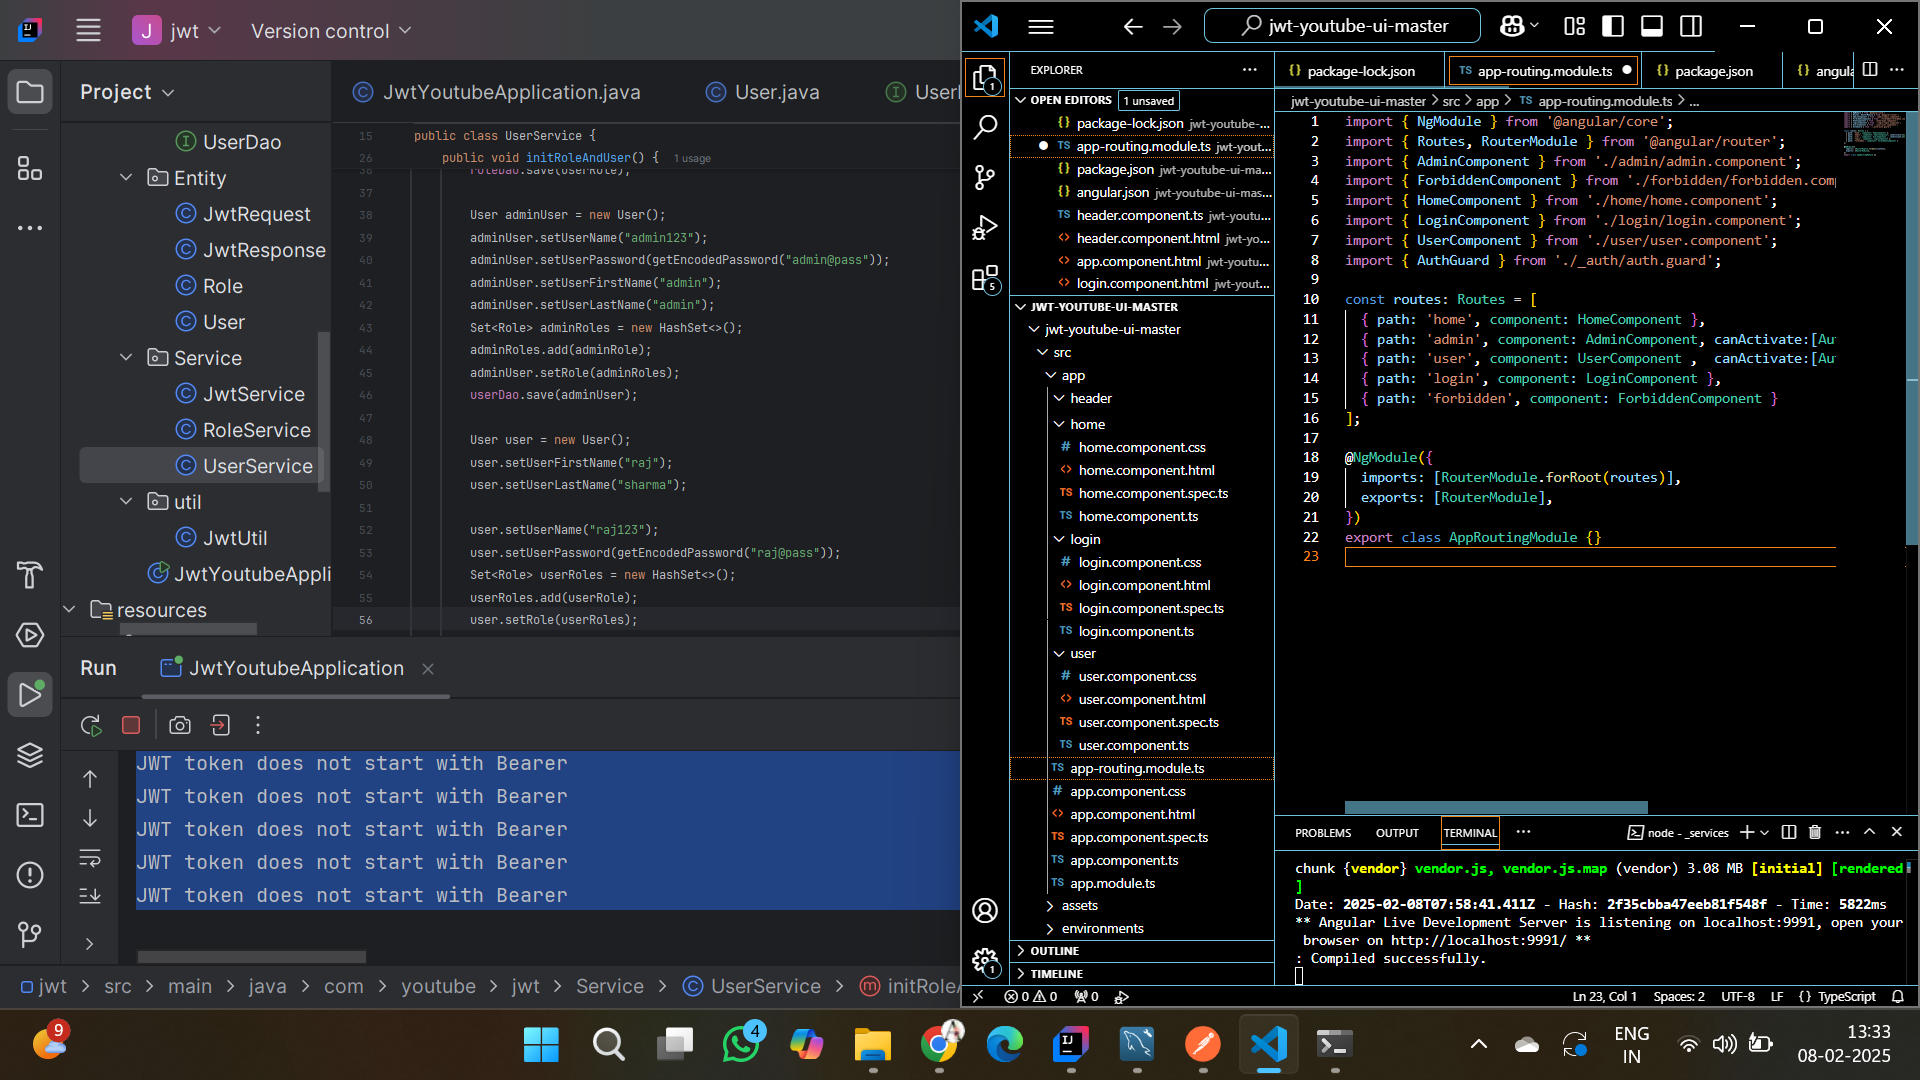 J jwt
Version control
Project
JwtYoutubeApplication.java
User.java
UserDao
Entity
JwtRequest
JwtResponse
Role
User
Service
JwtService
RoleService
UserService
util
JwtUtil
JwtYoutubeAppli
resources
15 public class UserService {
26 public void initRoleAndUser() { 1 usage
36 roleDao.save(userRole);
37
38 User adminUser = new User();
39 adminUser.setUserName("admin123");
40 adminUser.setUserPassword(getEncodedPassword("admin@pass"));
41 adminUser.setUserFirstName("admin");
42 adminUser.setUserLastName("admin");
43 Set<Role> adminRoles = new HashSet<>();
44 adminRoles.add(adminRole);
45 adminUser.setRole(adminRoles);
46 userDao.save(adminUser);
47
48 User user = new User();
49 user.setUserFirstName("raj");
50 user.setUserLastName("sharma");
51
52 user.setUserName("raj123");
53 user.setUserPassword(getEncodedPassword("raj@pass"));
54 Set<Role> userRoles = new HashSet<>();
55 userRoles.add(userRole);
56 user.setRole(userRoles);
Run
JwtYoutubeApplication
JWT token does not start with Bearer
JWT token does not start with Bearer
JWT token does not start with Bearer
JWT token does not start with Bearer
JWT token does not start with Bearer
jwt > src > main > java > com > youtube > jwt > Service > UserService > initRole
jwt-youtube-ui-master
EXPLORER
OPEN EDITORS 1 unsaved
package-lock.json jwt-youtube-...
app-routing.module.ts jwt-yout...
package.json jwt-youtube-ui-ma...
angular.json jwt-youtube-ui-mas...
header.component.ts jwt-youtu...
header.component.html jwt-yo...
app.component.html jwt-youtu...
login.component.html jwt-yout...
JWT-YOUTUBE-UI-MASTER
jwt-youtube-ui-master
src
app
header
home
home.component.css
home.component.html
home.component.spec.ts
home.component.ts
login
login.component.css
login.component.html
login.component.spec.ts
login.component.ts
user
user.component.css
user.component.html
user.component.spec.ts
user.component.ts
app-routing.module.ts
app.component.css
app.component.html
app.component.spec.ts
app.component.ts
app.module.ts
assets
environments
OUTLINE
TIMELINE
package-lock.json
app-routing.module.ts
package.json
jwt-youtube-ui-master > src > app > TS app-routing.module.ts > ...
1 import { NgModule } from '@angular/core';
2 import { Routes, RouterModule } from '@angular/router';
3 import { AdminComponent } from './admin/admin.component';
4 import { ForbiddenComponent } from './forbidden/forbidden.com
5 import { HomeComponent } from './home/home.component';
6 import { LoginComponent } from './login/login.component';
7 import { UserComponent } from './user/user.component';
8 import { AuthGuard } from './_auth/auth.guard';
9
10 const routes: Routes = [
11 { path: 'home', component: HomeComponent },
12 { path: 'admin', component: AdminComponent, canActivate:[Au
13 { path: 'user', component: UserComponent , canActivate:[Au
14 { path: 'login', component: LoginComponent },
15 { path: 'forbidden', component: ForbiddenComponent }
16 ];
17
18 @NgModule({
19 imports: [RouterModule.forRoot(routes)],
20 exports: [RouterModule],
21 })
22 export class AppRoutingModule {}
23
PROBLEMS OUTPUT TERMINAL ... node - _services
chunk {vendor} vendor.js, vendor.js.map (vendor) 3.08 MB [initial] [rendered
]
Date: 2025-02-08T07:58:41.411Z - Hash: 2f35cbba47eeb81f548f - Time: 5822ms
** Angular Live Development Server is listening on localhost:9991, open your
browser on http://localhost:9991/ **
: Compiled successfully.
0 0 0 Ln 23, Col 1 Spaces: 2 UTF-8 LF {} TypeScript
9
4
ENG
IN
13:33
08-02-2025